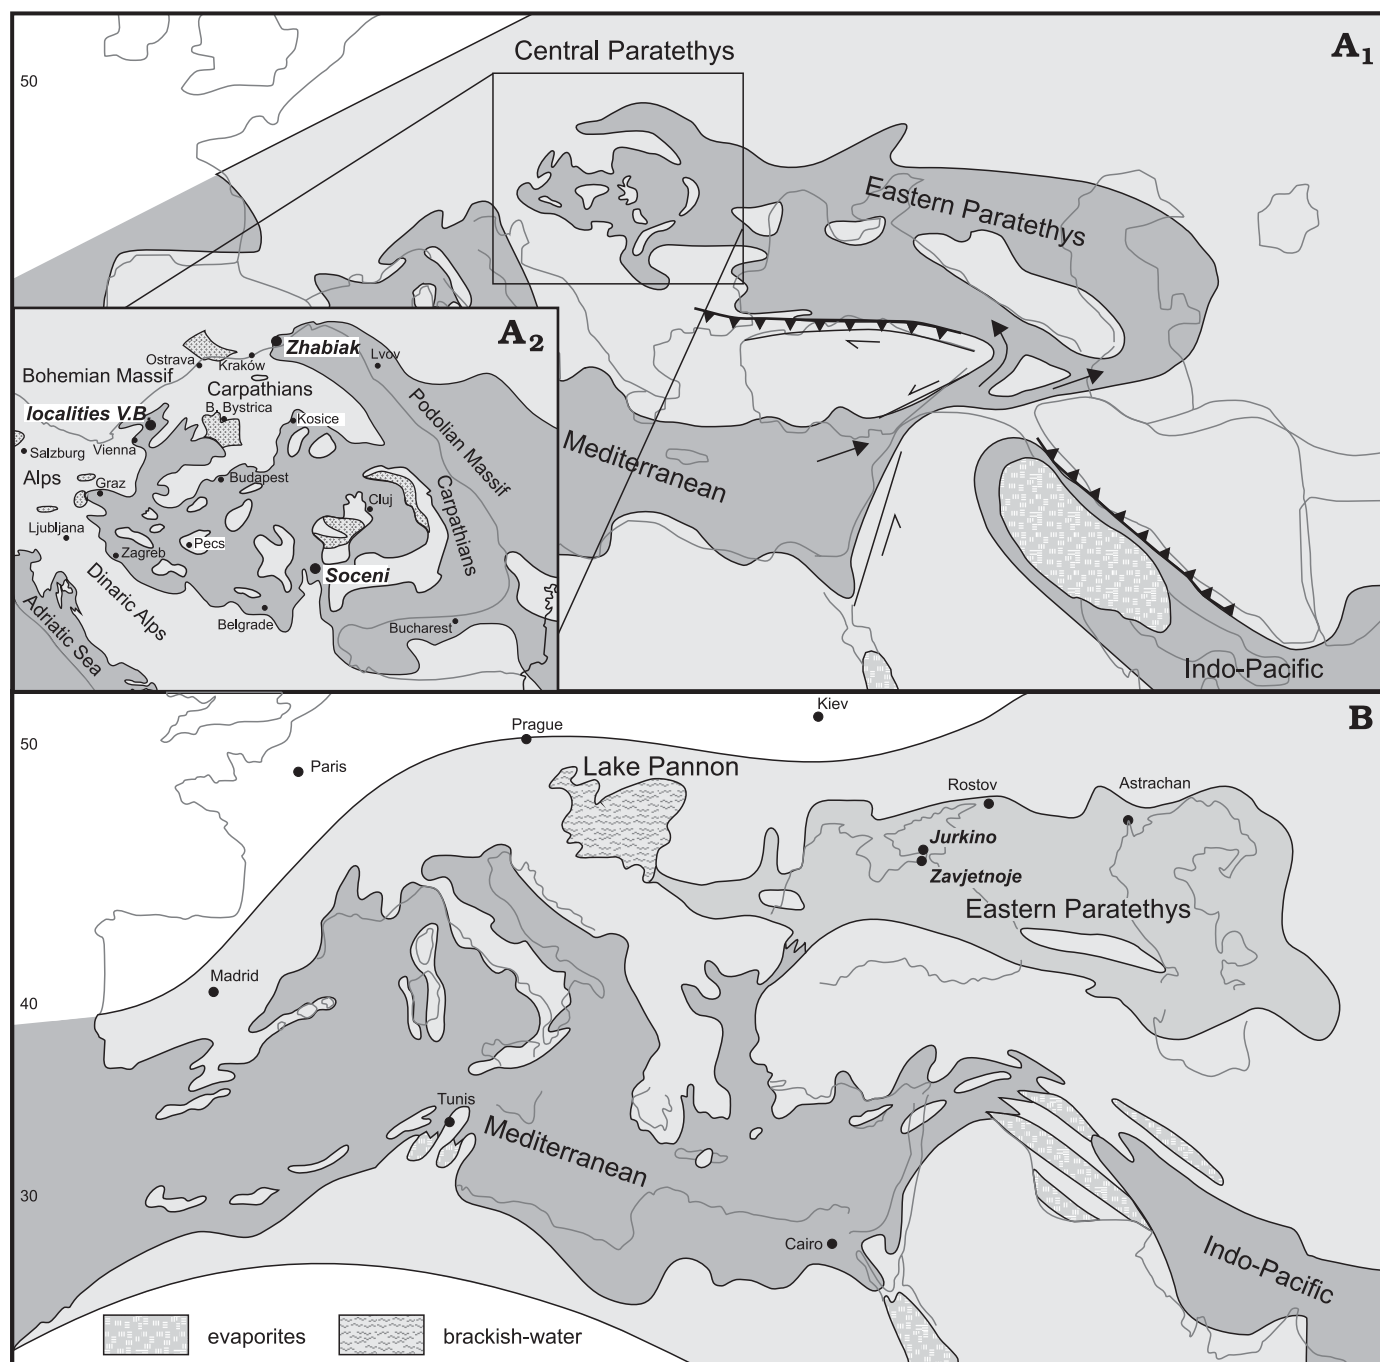 Central Paratethys
A1
50
Eastern Paratethys
A2
Zhabiak
Ostrava
Kraków
Lvov
Bohemian Massif
Carpathians
localities V.B
B. Bystrica
Kosice
Podolian Massif
Vienna
Salzburg
Alps
Budapest
Graz
Cluj
Carpathians
Ljubljana
Pecs
Zagreb
Soceni
Dinaric Alps
Adriatic Sea
Belgrade
Bucharest
Mediterranean
Indo-Pacific
B
Kiev
Prague
50
Paris
Lake Pannon
Rostov
Astrachan
Jurkino
Zavjetnoje
Eastern Paratethys
Madrid
40
Tunis
Mediterranean
30
Cairo
Indo-Pacific
evaporites
brackish-water